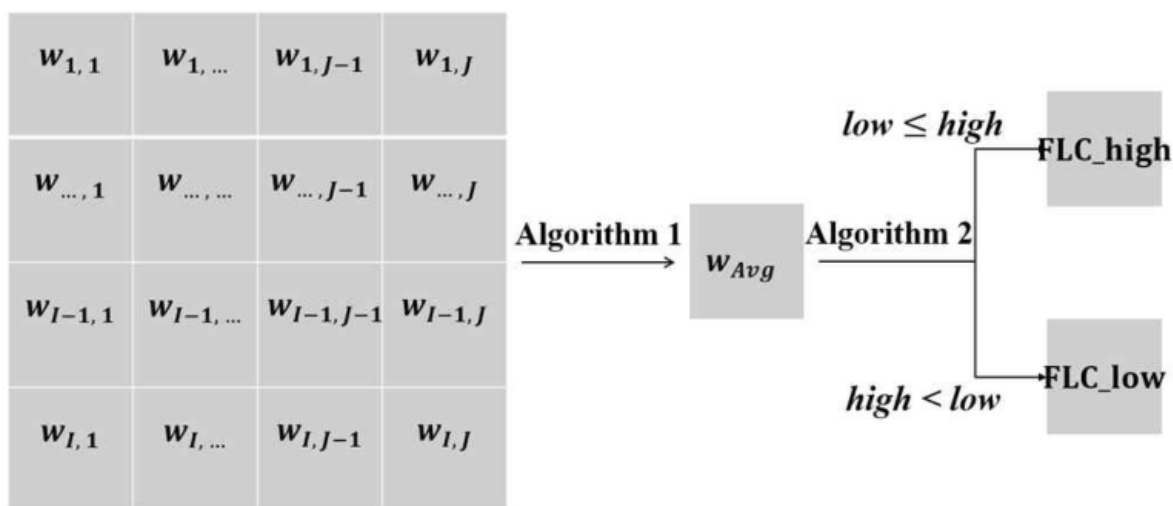 w1, 1 w1, ... w1, J−1 w1, J
w..., 1 w..., ... w..., J−1 w..., J
wI−1, 1 wI−1, ... wI−1, J−1 wI−1, J
wI, 1 wI, ... wI, J−1 wI, J
Algorithm 1
wAvg
Algorithm 2
low ≤ high
FLC_high
high < low
FLC_low